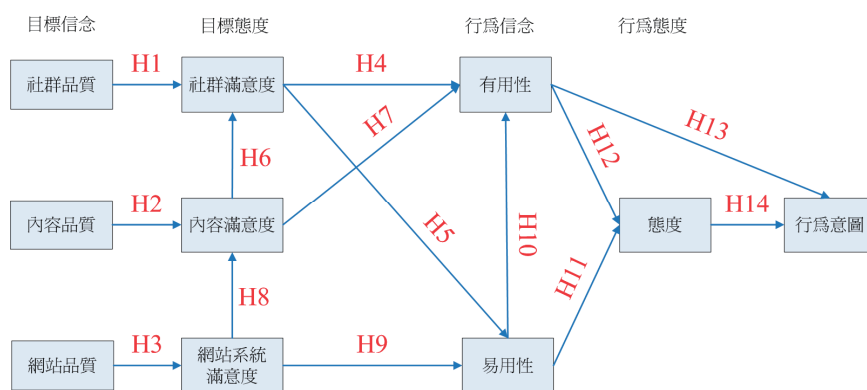 目標信念
目標態度
行為信念
行為態度
社群品質
H1
社群滿意度
H4
有用性
H7
H6
H12
H13
內容品質
H2
內容滿意度
H5
H10
態度
H14
行為意圖
H8
H11
網站品質
H3
網站系統
滿意度
H9
易用性